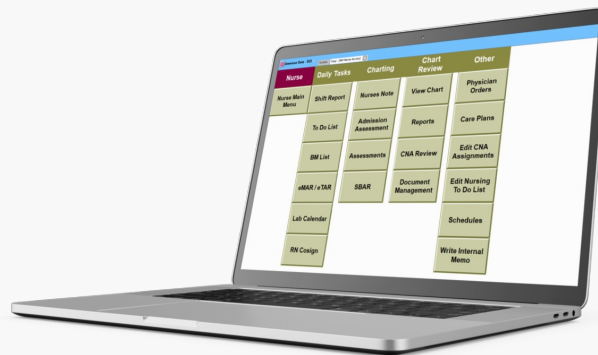 Nurse
Daily Tasks
Charting
Chart
Review
Other
Nurse Main
Menu
Shift Report
Nurses Note
View Chart
Physician
Orders
To Do List
Admission
Assessment
Reports
Care Plans
BM List
Assessments
CNA Review
Edit CNA
Assignments
eMAR / eTAR
SBAR
Document
Management
Edit Nursing
To Do List
Lab Calendar
Schedules
RN Cosign
Write Internal
Memo